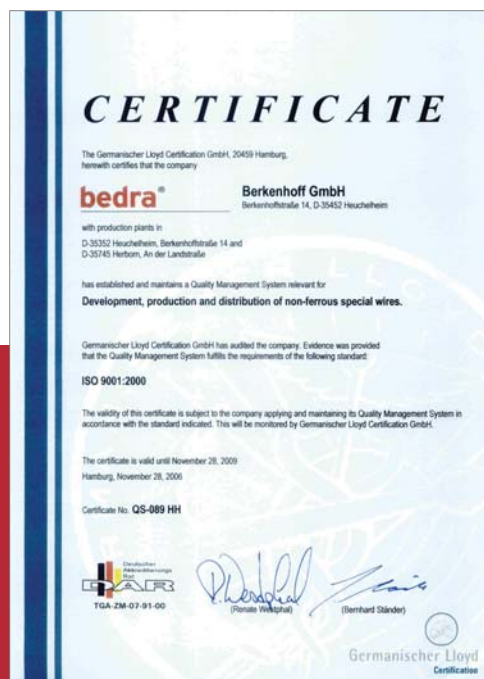 CERTIFICATE
The Germanischer Lloyd Certification GmbH, 20459 Hamburg,
herewith certifies that the company
bedra®
Berkenhoff GmbH
Berkenhoffstraße 14, D-35452 Heuchelheim
with production plants in
D-35352 Heuchelheim, Berkenhoffstraße 14 and
D-35745 Herborn, An der Landstraße
has established and maintains a Quality Management System relevant for
Development, production and distribution of non-ferrous special wires.
Germanischer Lloyd Certification GmbH has audited the company. Evidence was provided
that the Quality Management System fulfills the requirements of the following standard:
ISO 9001:2000
The validity of this certificate is subject to the company applying and maintaining its Quality Management System in
accordance with the standard indicated. This will be monitored by Germanischer Lloyd Certification GmbH.
The certificate is valid until November 28, 2009
Hamburg, November 28, 2006
Certificate No. QS-089 HH
Deutscher
Akkreditierungs
Rat
DAR
TGA-ZM-07-91-00
R. Westphal
(Renate Westphal)
(Bernhard Ständer)
Germanischer Lloyd
Certification